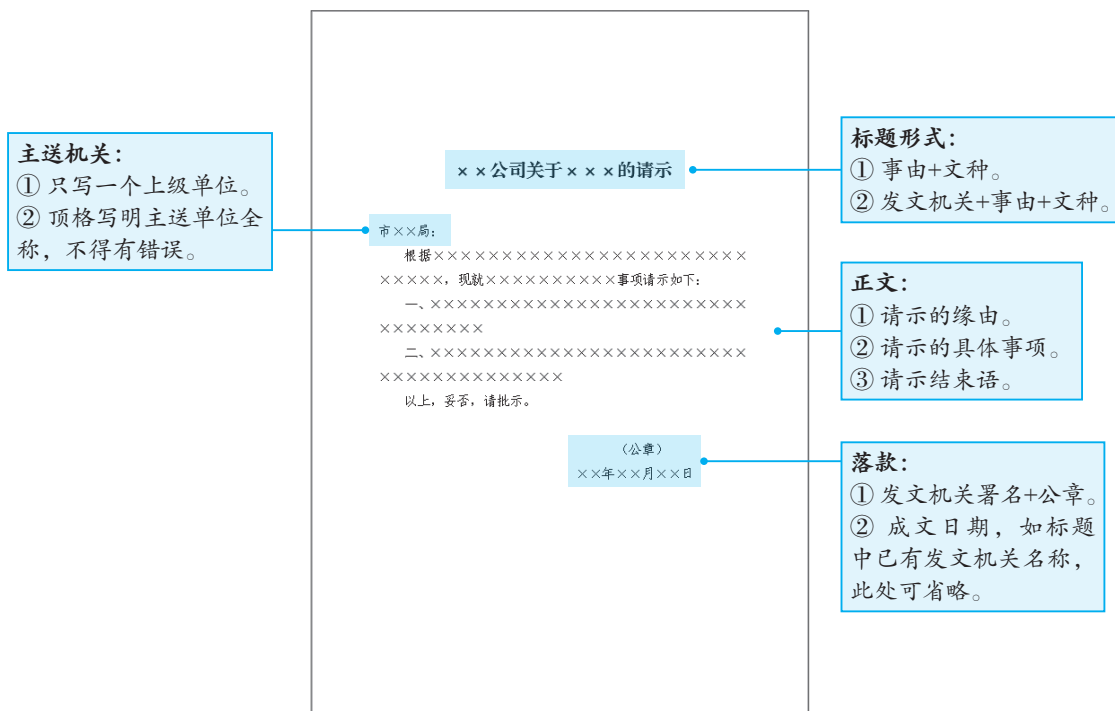 主送机关：
① 只写一个上级单位。
② 顶格写明主送单位全
称，不得有错误。
××公司关于×××的请示
市××局：
根据×××××××××××××××××××××××
×××××，现就××××××××××事项请示如下：
一、××××××××××××××××××××××××
××××××××
二、××××××××××××××××××××××××
××××××××××××××
以上，妥否，请批示。
（公章）
××年××月××日
标题形式：
① 事由+文种。
② 发文机关+事由+文种。
正文：
① 请示的缘由。
② 请示的具体事项。
③ 请示结束语。
落款：
① 发文机关署名+公章。
② 成文日期，如标题
中已有发文机关名称，
此处可省略。